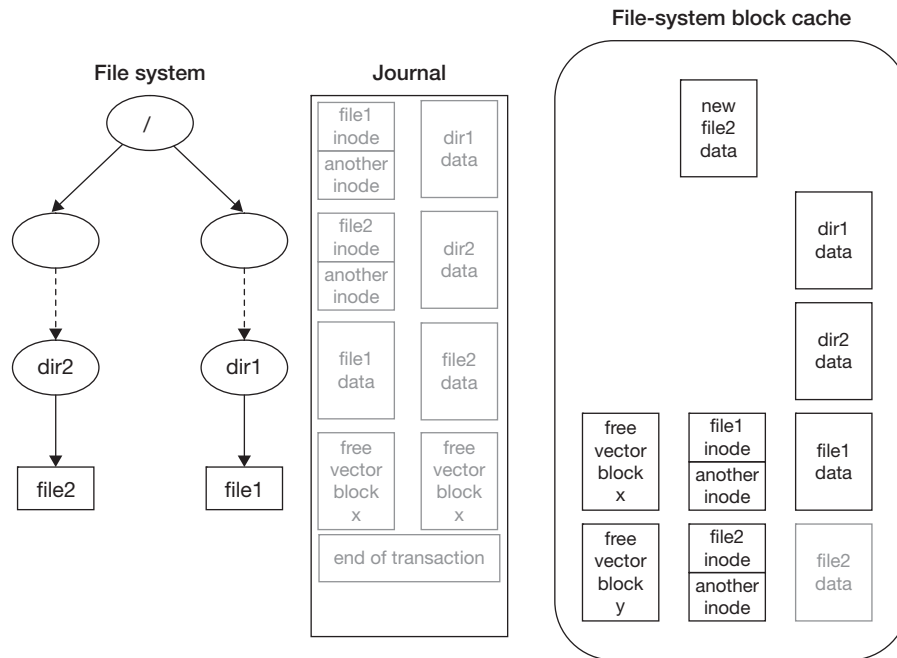 File-system block cache
File system
Journal
/
dir2
dir1
file2
file1
file1
inode
another
inode
dir1
data
file2
inode
another
inode
dir2
data
file1
data
file2
data
free
vector
block
x
free
vector
block
x
end of transaction
new
file2
data
dir1
data
dir2
data
free
vector
block
x
file1
inode
another
inode
file1
data
free
vector
block
y
file2
inode
another
inode
file2
data